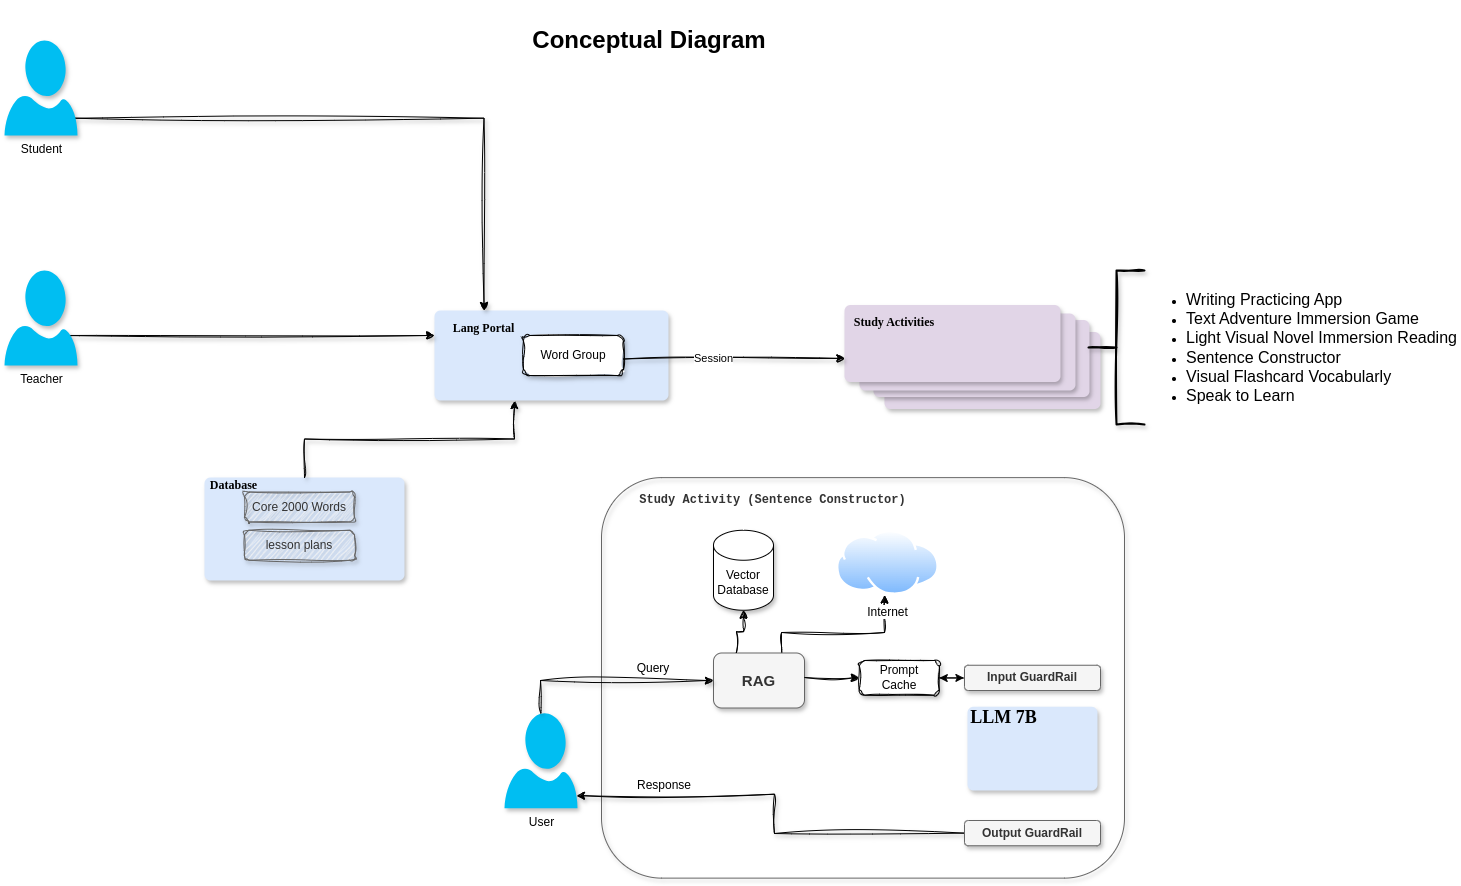 Conceptual Diagram
Student
Teacher
Lang Portal
Word Group
Session
Study Activities
Writing Practicing App
Text Adventure Immersion Game
Light Visual Novel Immersion Reading
Sentence Constructor
Visual Flashcard Vocabularly
Speak to Learn
Database
Core 2000 Words
lesson plans
Study Activity (Sentence Constructor)
Vector
Database
Internet
Query
RAG
Prompt
Cache
Input GuardRail
LLM 7B
Response
User
Output GuardRail